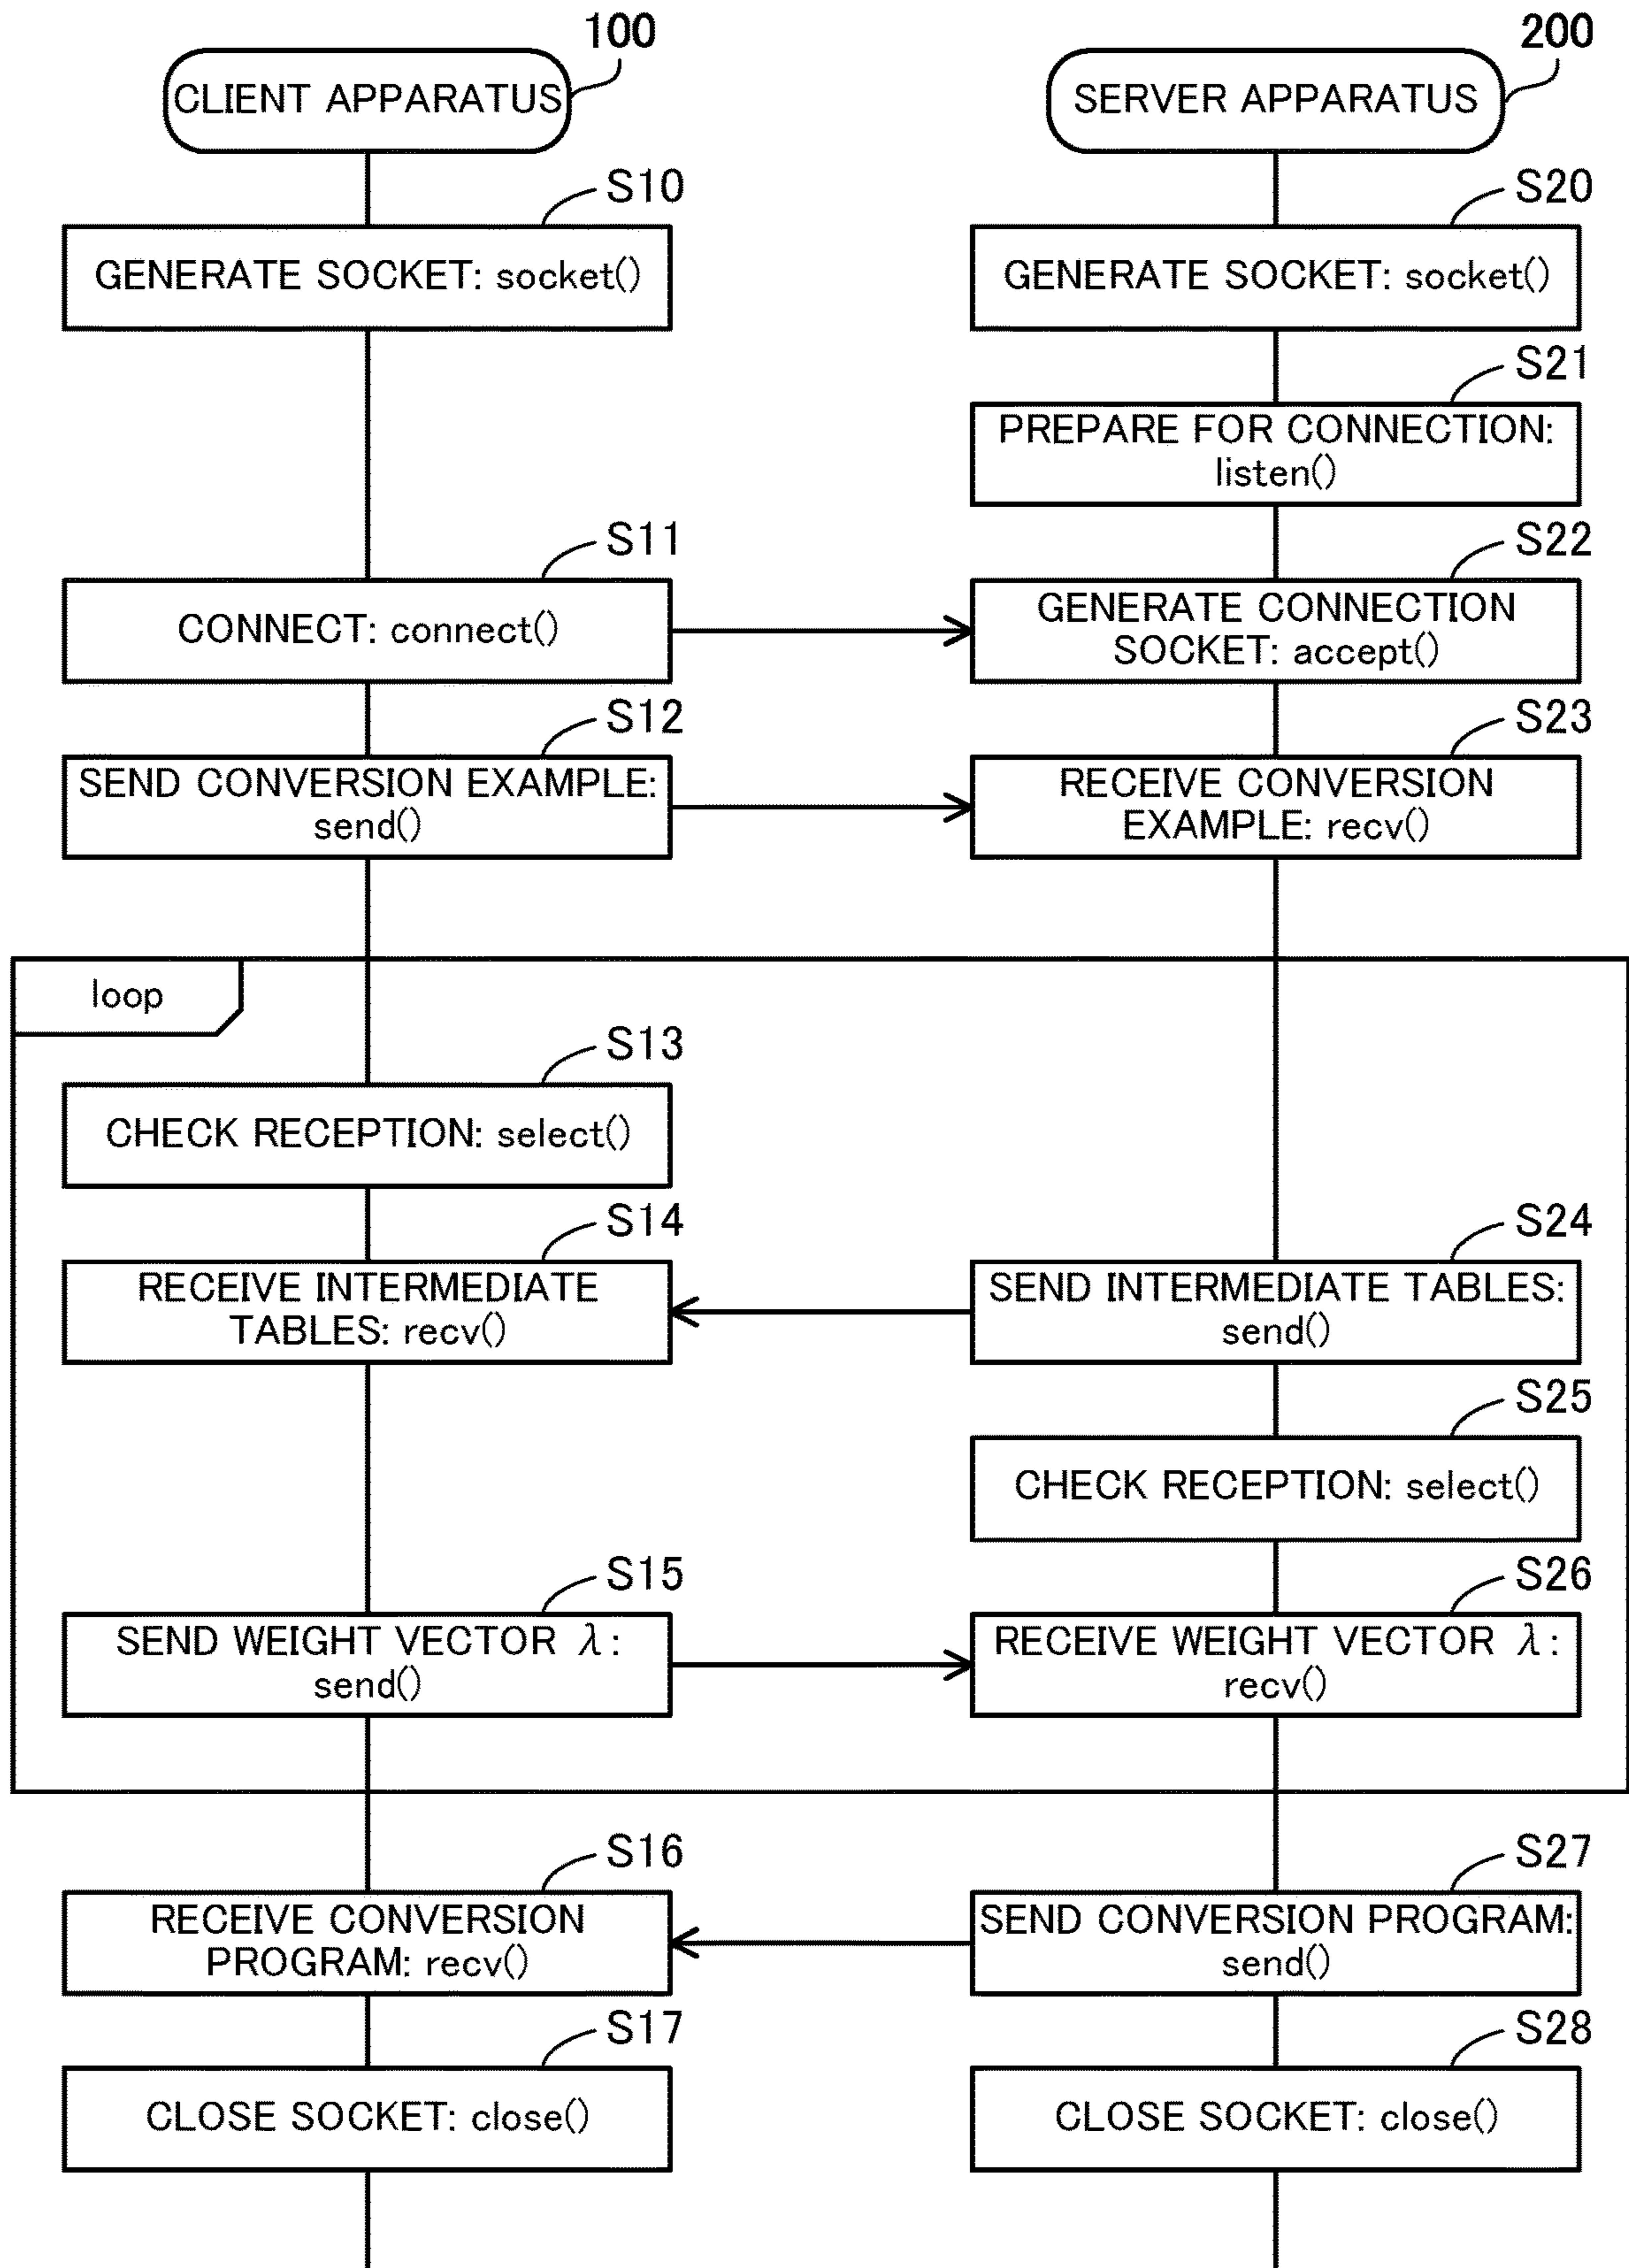 100
200
CLIENT APPARATUS
SERVER APPARATUS
S10
S20
GENERATE SOCKET: socket()
GENERATE SOCKET: socket()
S21
PREPARE FOR CONNECTION:
listen()
S11
S22
CONNECT: connect()
GENERATE CONNECTION
SOCKET: accept()
S12
S23
SEND CONVERSION EXAMPLE:
send()
RECEIVE CONVERSION
EXAMPLE: recv()
loop
S13
CHECK RECEPTION: select()
S14
S24
RECEIVE INTERMEDIATE
TABLES: recv()
SEND INTERMEDIATE TABLES:
send()
S25
CHECK RECEPTION: select()
S15
S26
SEND WEIGHT VECTOR λ:
send()
RECEIVE WEIGHT VECTOR λ:
recv()
S16
S27
RECEIVE CONVERSION
PROGRAM: recv()
SEND CONVERSION PROGRAM:
send()
S17
S28
CLOSE SOCKET: close()
CLOSE SOCKET: close()